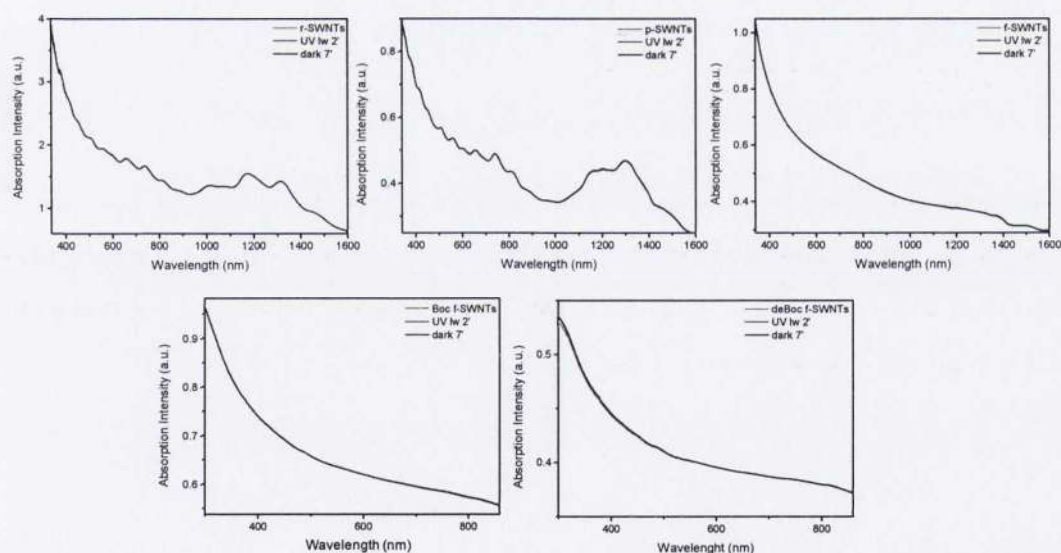 r-SWNTs
UV lw 2'
dark 7'
Absorption Intensity (a.u.)
4
3
2
1
400 600 800 1000 1200 1400 1600
Wavelength (nm)
p-SWNTs
UV lw 2'
dark 7'
Absorption Intensity (a.u.)
0.8
0.6
0.4
400 600 800 1000 1200 1400 1600
Wavelength (nm)
f-SWNTs
UV lw 2'
dark 7'
Absorption Intensity (a.u.)
1.0
0.8
0.6
0.4
400 600 800 1000 1200 1400 1600
Wavelength (nm)
Boc f-SWNTs
UV lw 2'
dark 7'
Absorption Intensity (a.u.)
0.9
0.8
0.7
0.6
400 600 800
Wavelength (nm)
deBoc f-SWNTs
UV lw 2'
dark 7'
Absorption Intensity (a.u.)
0.5
0.4
400 600 800
Wavelenght (nm)